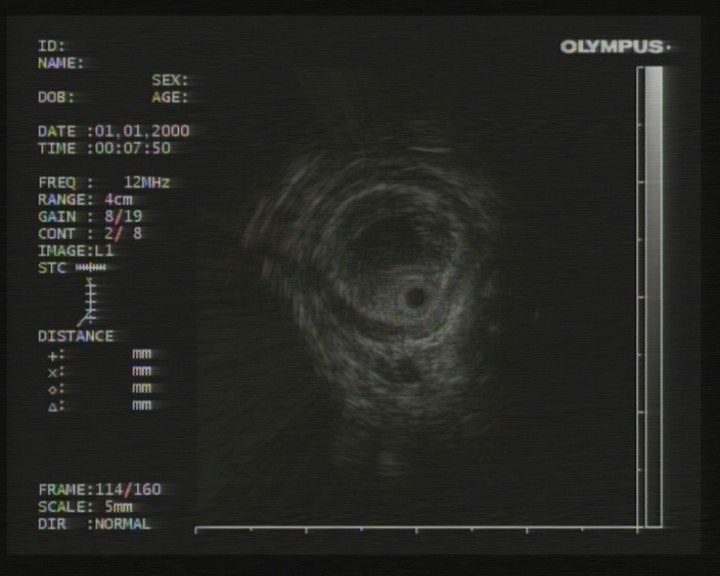 ID:
OLYMPUS
NAME:
SEX:
DOB: AGE:
DATE :01,01,2000
TIME :00:07:50
FREQ : 12MHz
RANGE: 4cm
GAIN : 8/19
CONT : 2/ 8
IMAGE:L1
STC
DISTANCE
+: mm
×: mm
◇: mm
△: mm
FRAME:114/160
SCALE: 5mm
DIR :NORMAL